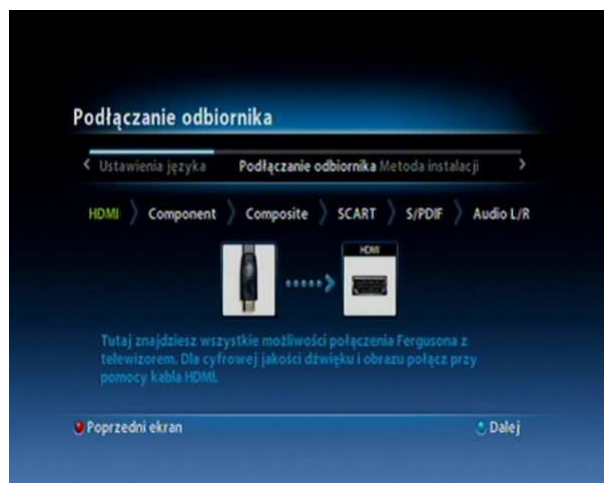 Podłączanie odbiornika
Ustawienia języka Podłączanie odbiornika Metoda instalacji
HDMI Component Composite SCART S/PDIF Audio L/R
HDMI
Tutaj znajdziesz wszystkie możliwości połączenia Fergusona z
telewizorem. Dla cyfrowej jakości dźwięku i obrazu połącz przy
pomocy kabla HDMI.
Poprzedni ekran Dalej